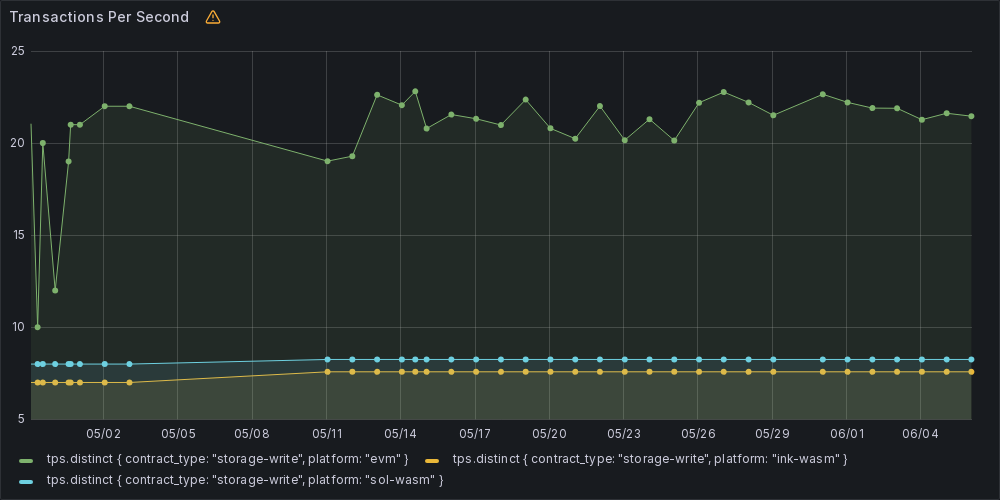 Transactions Per Second
25
20
15
10
5
05/02 05/05 05/08 05/11 05/14 05/17 05/20 05/23 05/26 05/29 06/01 06/04
tps.distinct { contract_type: "storage-write", platform: "evm" } tps.distinct { contract_type: "storage-write", platform: "ink-wasm" }
tps.distinct { contract_type: "storage-write", platform: "sol-wasm" }